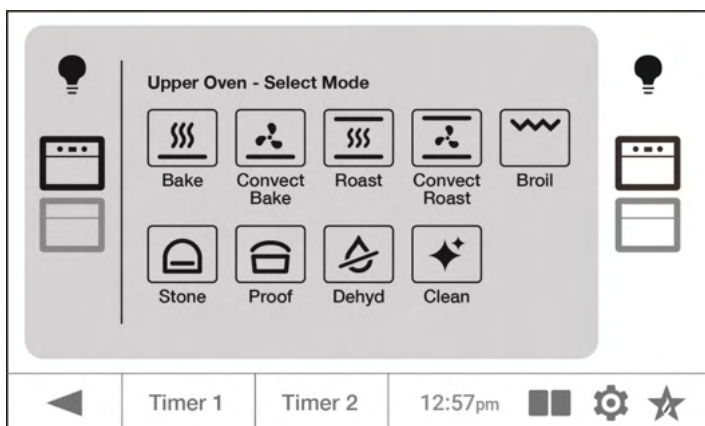 Upper Oven - Select Mode
Bake
Convect
Bake
Roast
Convect
Roast
Broil
Stone
Proof
Dehyd
Clean
Timer 1
Timer 2
12:57pm